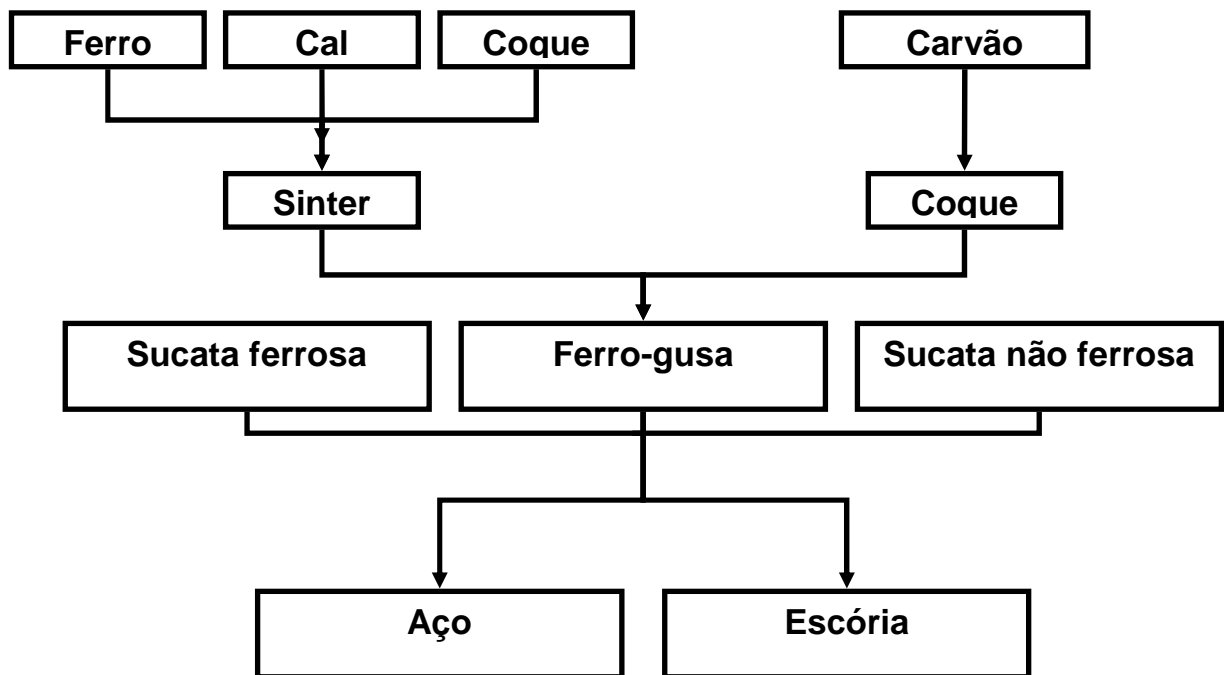 Ferro
Cal
Coque
Carvão
Sinter
Coque
Sucata ferrosa
Ferro-gusa
Sucata não ferrosa
Aço
Escória